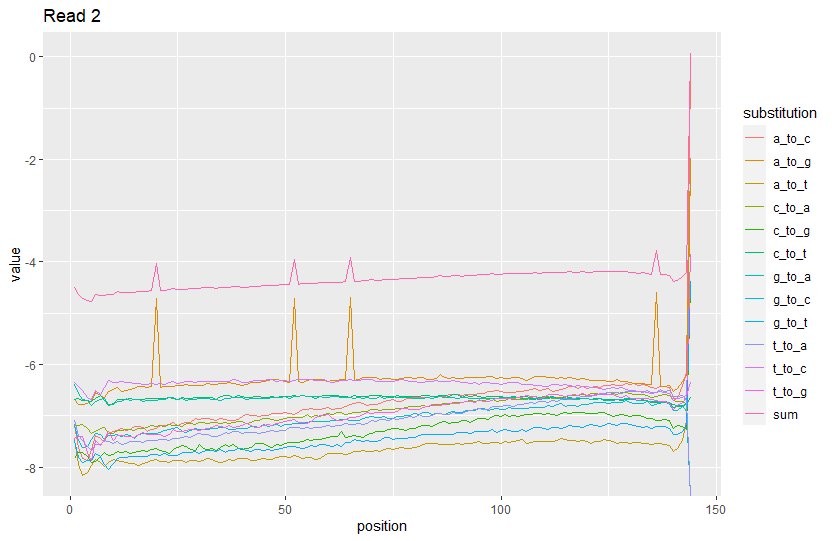 Read 2
0
-2
-4
-6
-8
value
0
50
100
150
position
substitution
a_to_c
a_to_g
a_to_t
c_to_a
c_to_g
c_to_t
g_to_a
g_to_c
g_to_t
t_to_a
t_to_c
t_to_g
sum